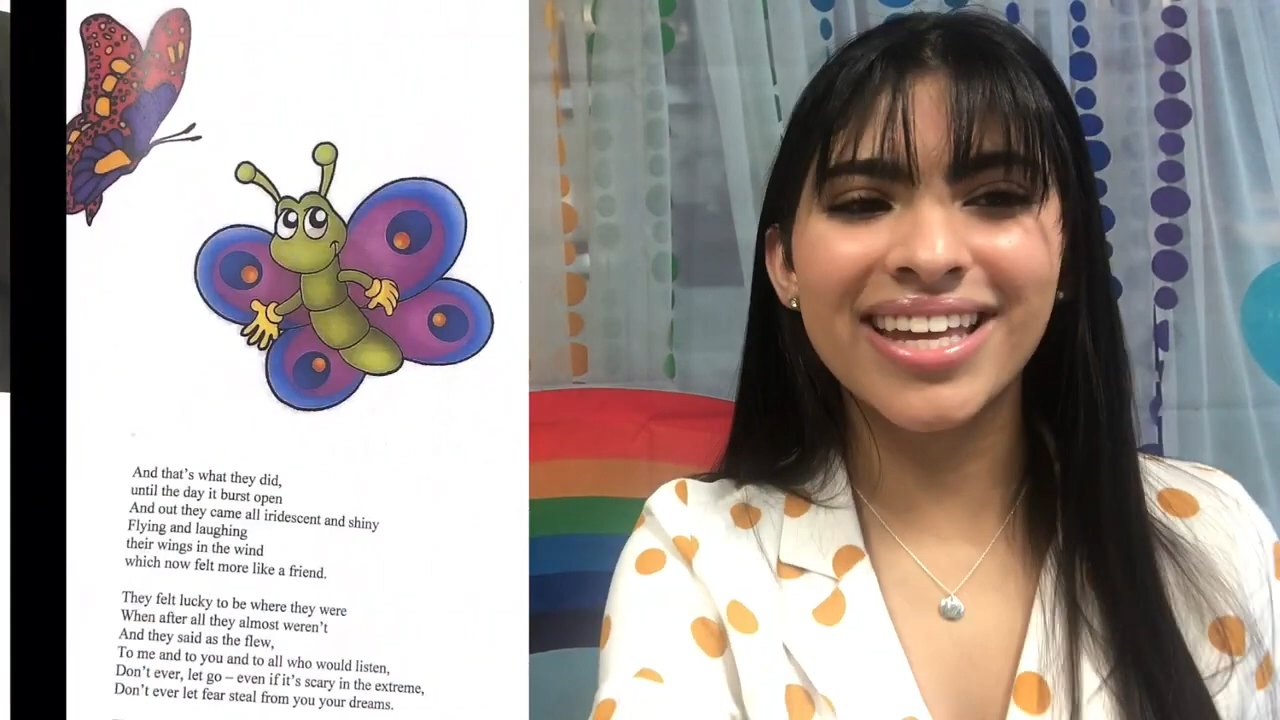 And that's what they did,
until the day it burst open
And out they came all iridescent and shiny
Flying and laughing
their wings in the wind
which now felt more like a friend.
They felt lucky to be where they were
When after all they almost weren't
And they said as the flew,
To me and to you and to all who would listen,
Don't ever, let go – even if it's scary in the extreme,
Don't ever let fear steal from you your dreams.